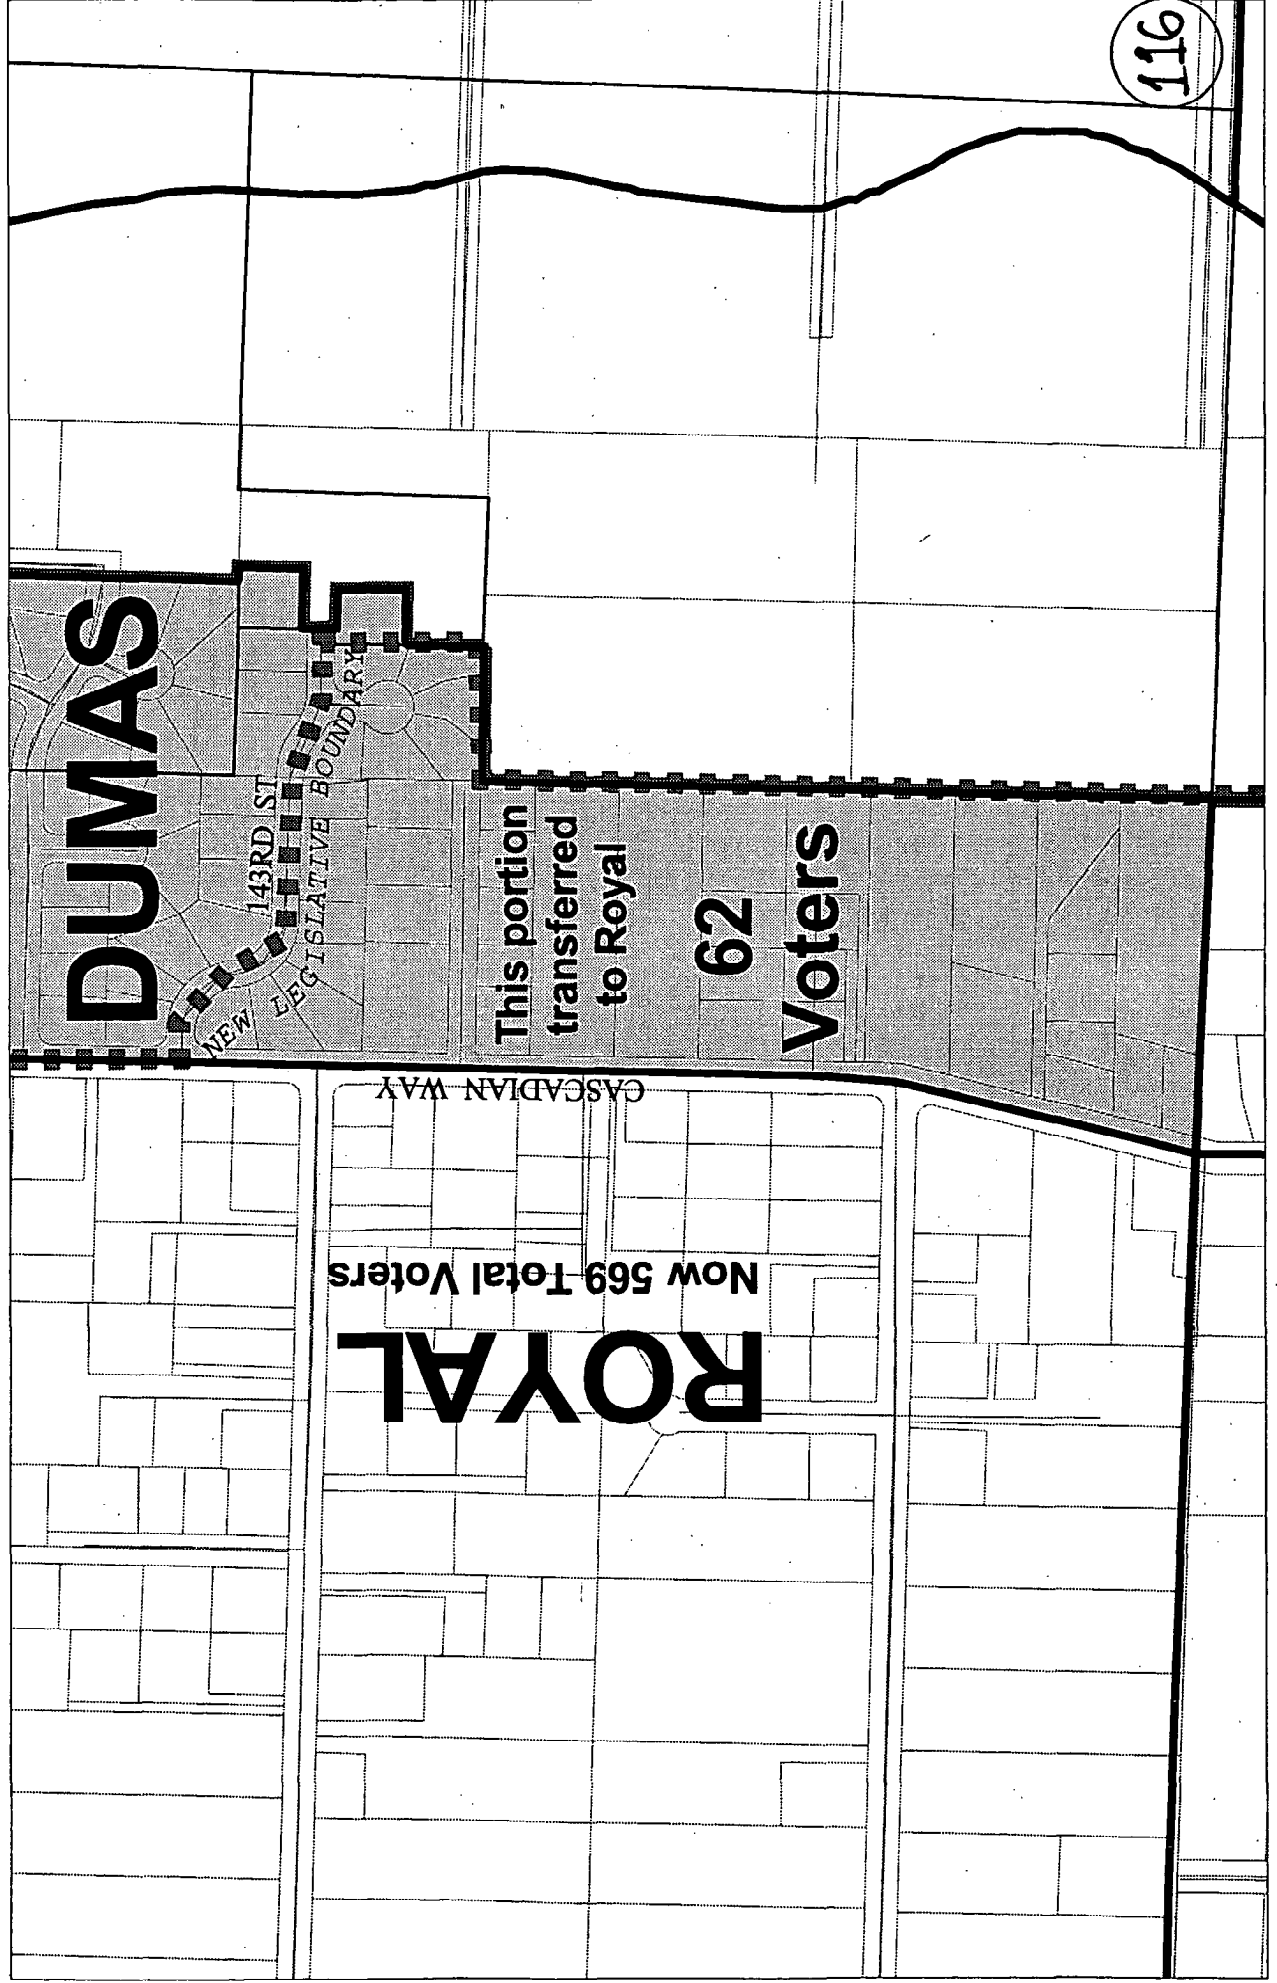 116
DUMAS
143RD ST
NEW LEGISLATIVE BOUNDARY
This portion
transferred
to Royal
62
Voters
CASCADIAN WAY
Now 569 Total Voters
ROYAL